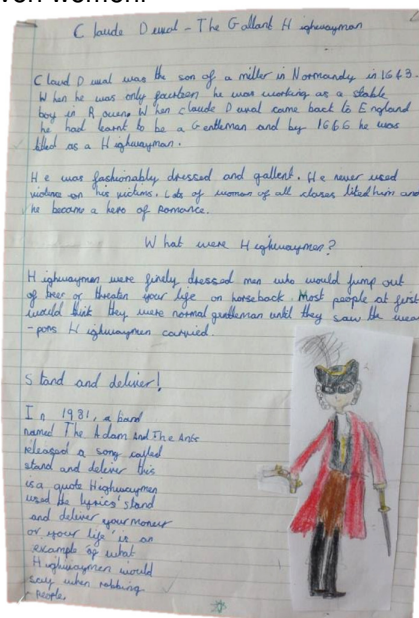 ven women.
Claude Duval - The Gallant Highwayman
Claud Duval was the son of a miller in Normandy in 1643.
When he was only fourteen he was working as a stable
boy in Rouen. When claude Duval came back to England
he had learnt to be a Gentleman and by 1666 he was
titled as a Highwayman.
He was fashionably dressed and gallent. He never used
violence on his victims. Lots of woman of all classes liked him and
he became a hero of Romance.
What were Highwaymen?
Highwaymen were finely dressed men who would jump out
of or threaten your life on horseback. Most people at first
would think they were normal gentleman until they saw the wea
-pons Highwaymen carried.
Stand and deliver!
In 1981, a band
named The Adam And The Ants
released a song called
stand and deliver this
is a quote Highwaymen
used the lyrics 'stand
and deliver your money
or your life' is an
example of what
Highwaymen would
say when robbing
people.